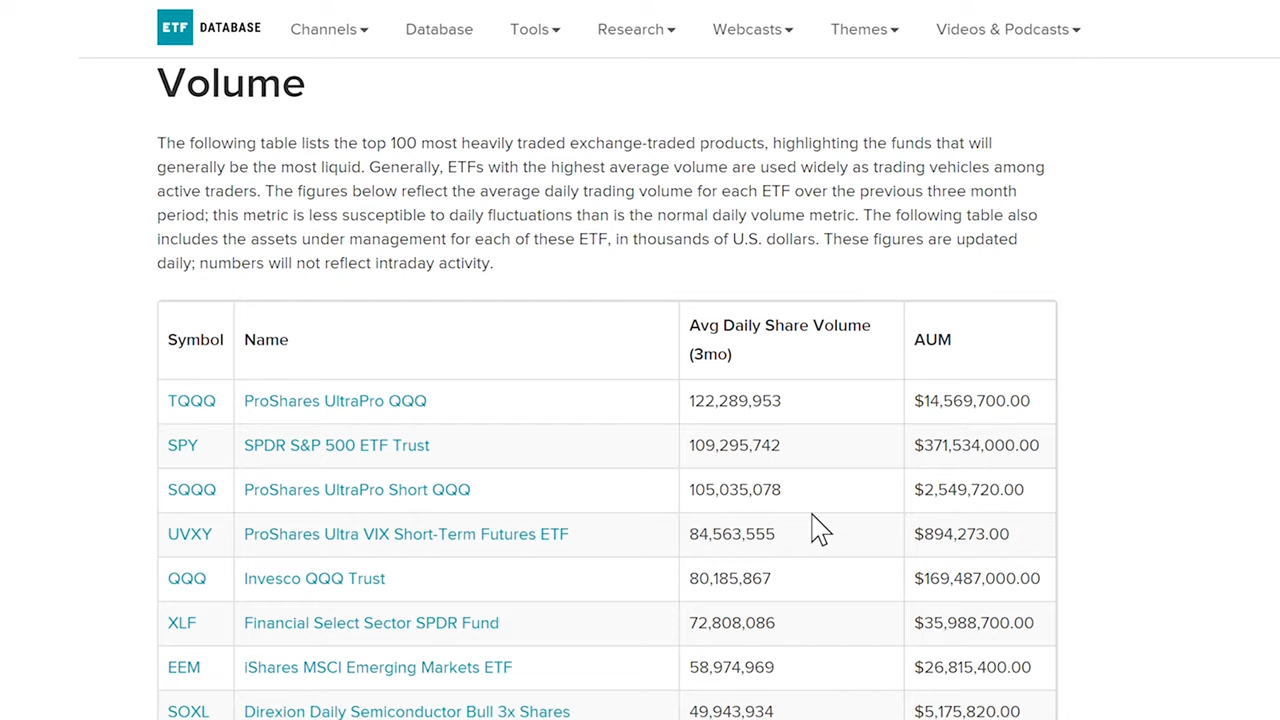 ETF DATABASE Channels Database Tools Research Webcasts Themes Videos & Podcasts
Volume
The following table lists the top 100 most heavily traded exchange-traded products, highlighting the funds that will
generally be the most liquid. Generally, ETFs with the highest average volume are used widely as trading vehicles among
active traders. The figures below reflect the average daily trading volume for each ETF over the previous three month
period; this metric is less susceptible to daily fluctuations than is the normal daily volume metric. The following table also
includes the assets under management for each of these ETF, in thousands of U.S. dollars. These figures are updated
daily; numbers will not reflect intraday activity.
Symbol Name Avg Daily Share Volume (3mo) AUM
TQQQ ProShares UltraPro QQQ 122,289,953 $14,569,700.00
SPY SPDR S&P 500 ETF Trust 109,295,742 $371,534,000.00
SQQQ ProShares UltraPro Short QQQ 105,035,078 $2,549,720.00
UVXY ProShares Ultra VIX Short-Term Futures ETF 84,563,555 $894,273.00
QQQ Invesco QQQ Trust 80,185,867 $169,487,000.00
XLF Financial Select Sector SPDR Fund 72,808,086 $35,988,700.00
EEM iShares MSCI Emerging Markets ETF 58,974,969 $26,815,400.00
SOXL Direxion Daily Semiconductor Bull 3x Shares 49,943,934 $5,175,820.00